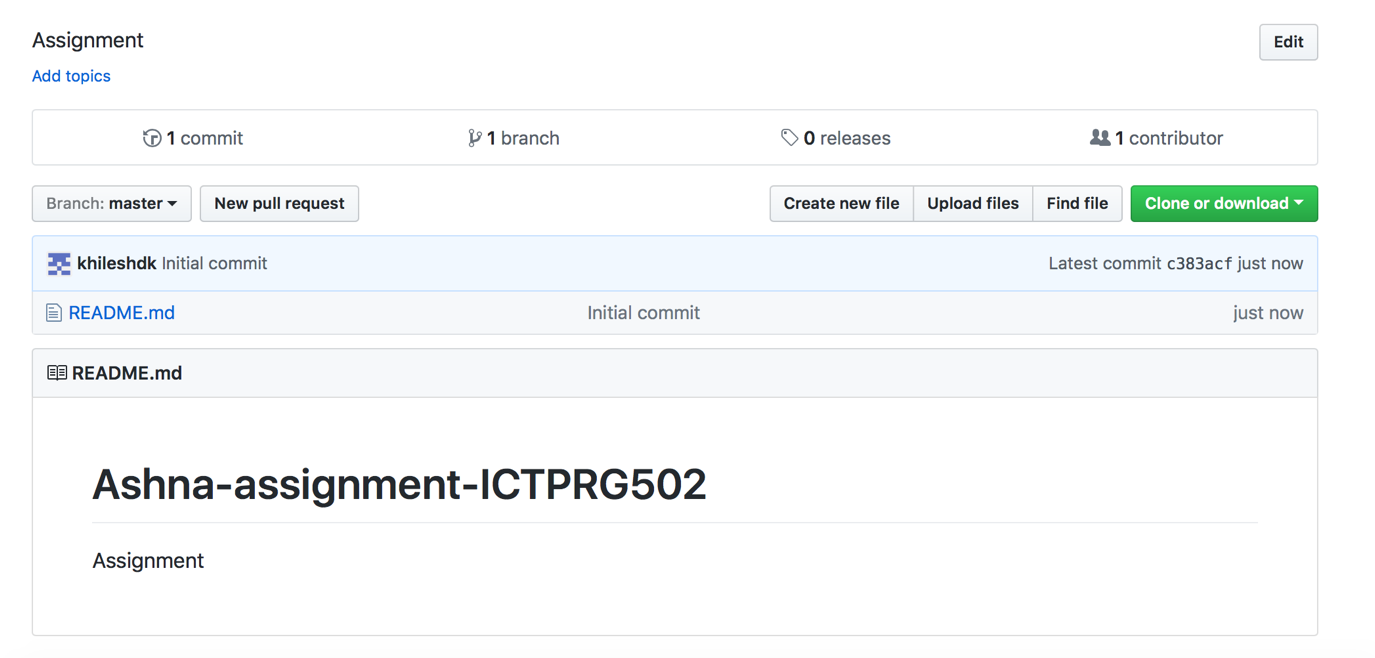 Assignment
Edit
Add topics
1 commit
1 branch
0 releases
1 contributor
Branch: master
New pull request
Create new file
Upload files
Find file
Clone or download
khileshdk Initial commit
Latest commit c383acf just now
README.md
Initial commit
just now
README.md
Ashna-assignment-ICTPRG502
Assignment